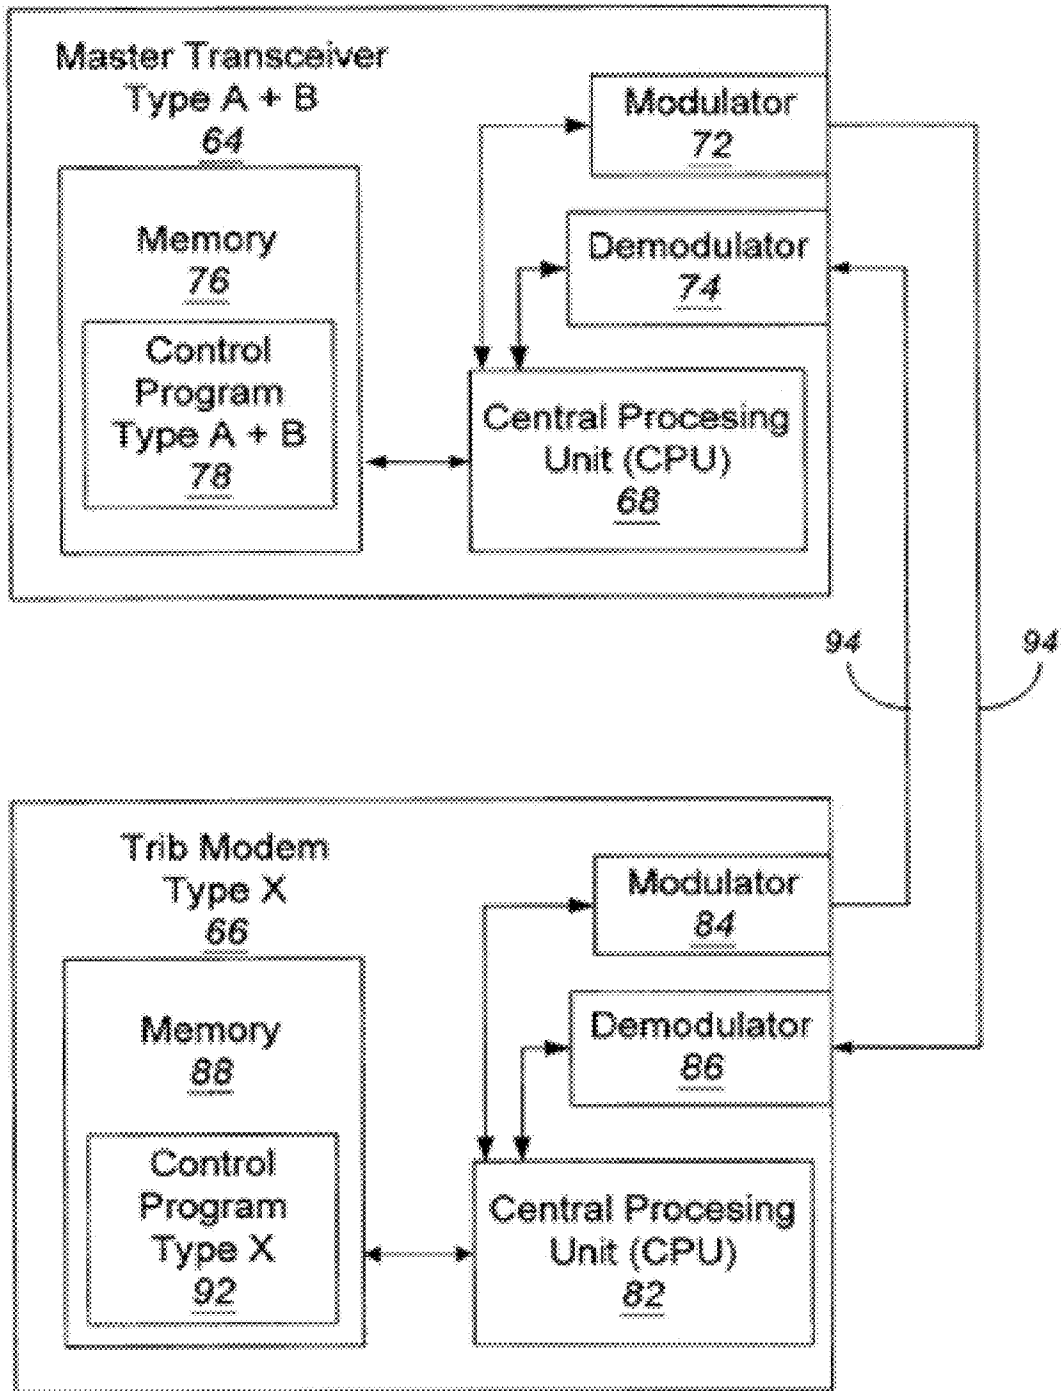 Master Transceiver
Type A + B
64
Modulator
72
Memory
76
Demodulator
74
Control
Program
Type A + B
78
Central Procesing
Unit (CPU)
68
94
94
Trib Modem
Type X
66
Modulator
84
Memory
88
Demodulator
86
Control
Program
Type X
92
Central Procesing
Unit (CPU)
82